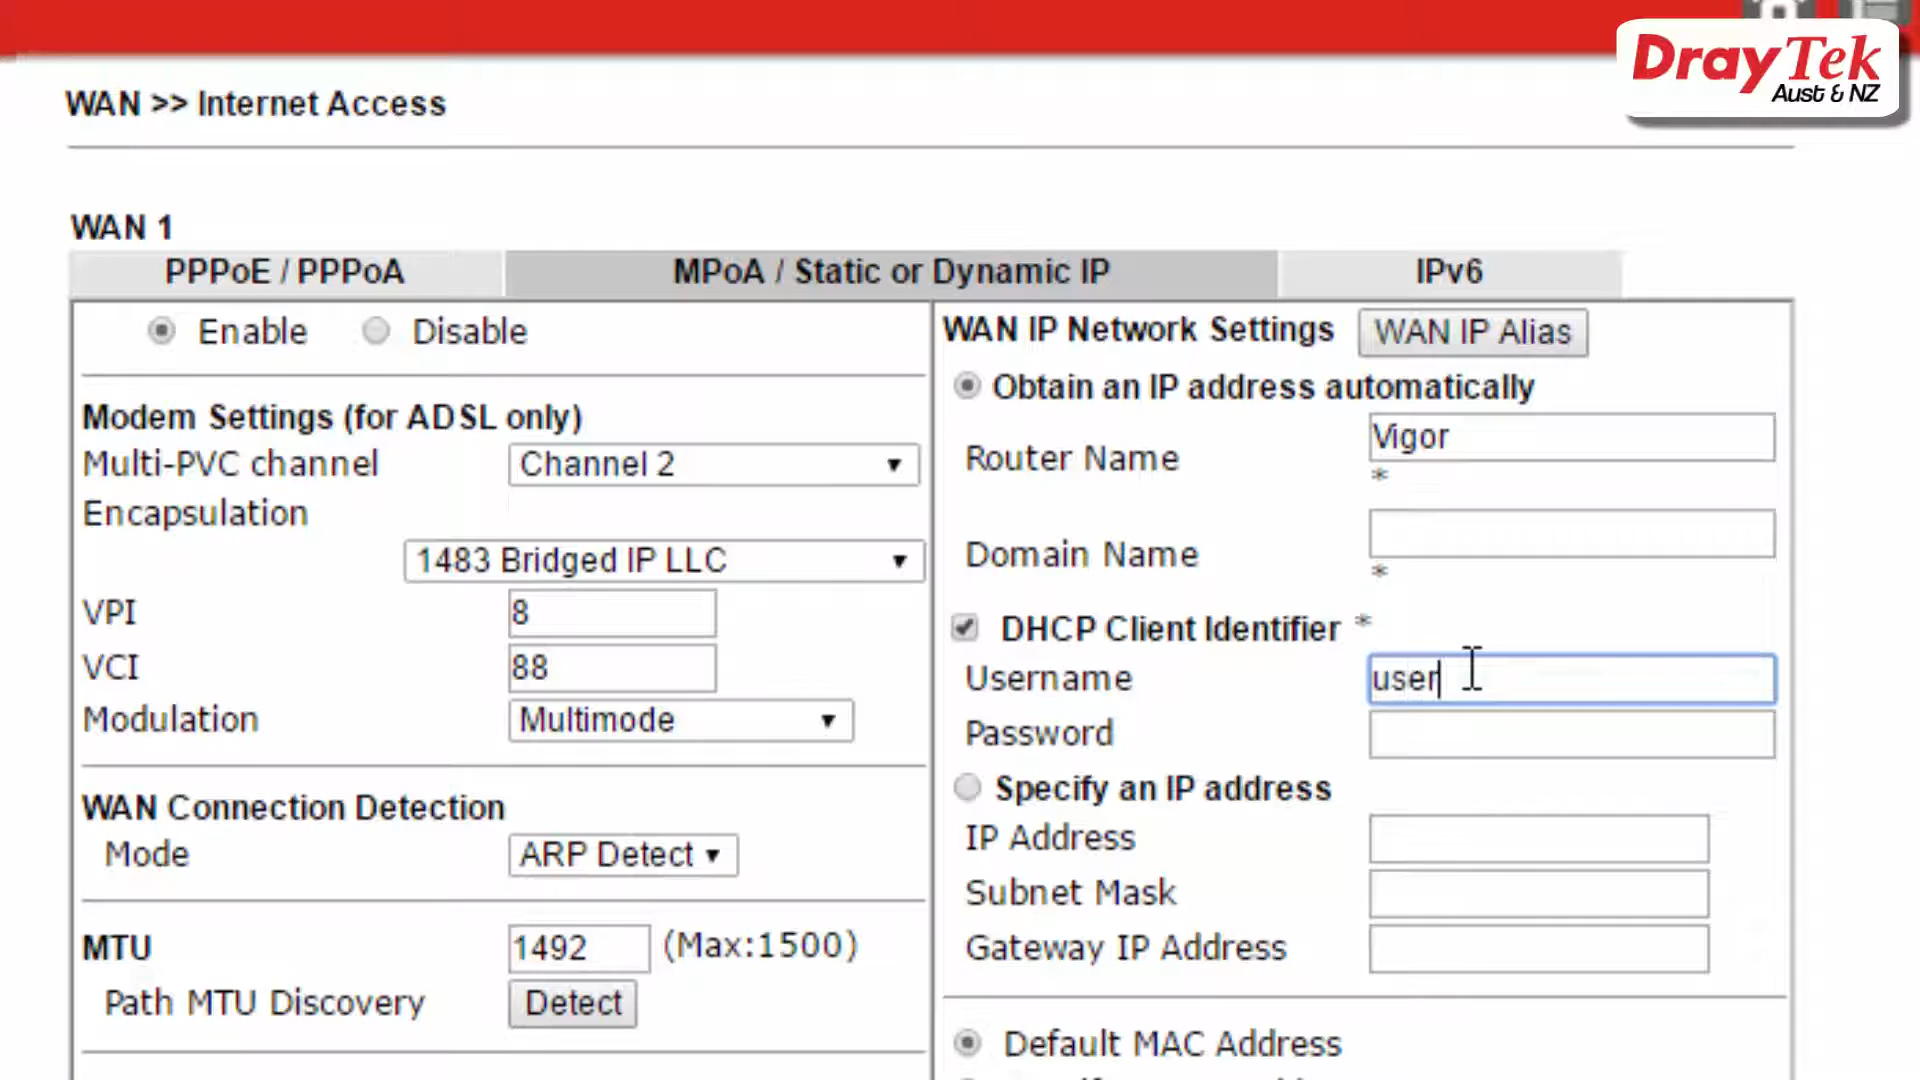 DrayTek
Aust & NZ
WAN >> Internet Access
WAN 1
PPPoE / PPPoA
MPoA / Static or Dynamic IP
IPv6
Enable
Disable
Modem Settings (for ADSL only)
Multi-PVC channel
Channel 2
Encapsulation
1483 Bridged IP LLC
VPI
8
VCI
88
Modulation
Multimode
WAN Connection Detection
Mode
ARP Detect
MTU
1492
(Max:1500)
Path MTU Discovery
Detect
WAN IP Network Settings
WAN IP Alias
Obtain an IP address automatically
Router Name
Vigor
*
Domain Name
*
DHCP Client Identifier *
Username
user
Password
Specify an IP address
IP Address
Subnet Mask
Gateway IP Address
Default MAC Address